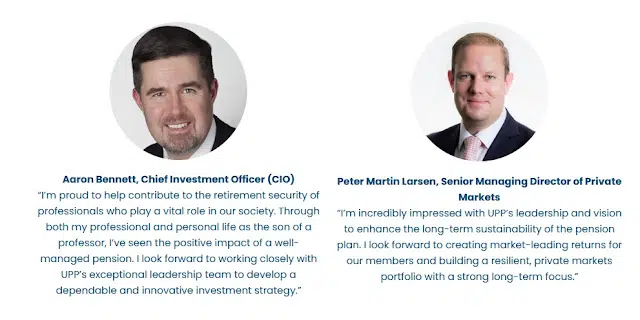 Aaron Bennett, Chief Investment Officer (CIO)
“I’m proud to help contribute to the retirement security of
professionals who play a vital role in our society. Through
both my professional and personal life as the son of a
professor, I’ve seen the positive impact of a well-
managed pension. I look forward to working closely with
UPP’s exceptional leadership team to develop a
dependable and innovative investment strategy.”
Peter Martin Larsen, Senior Managing Director of Private
Markets
“I’m incredibly impressed with UPP’s leadership and vision
to enhance the long-term sustainability of the pension
plan. I look forward to creating market-leading returns for
our members and building a resilient, private markets
portfolio with a strong long-term focus.”